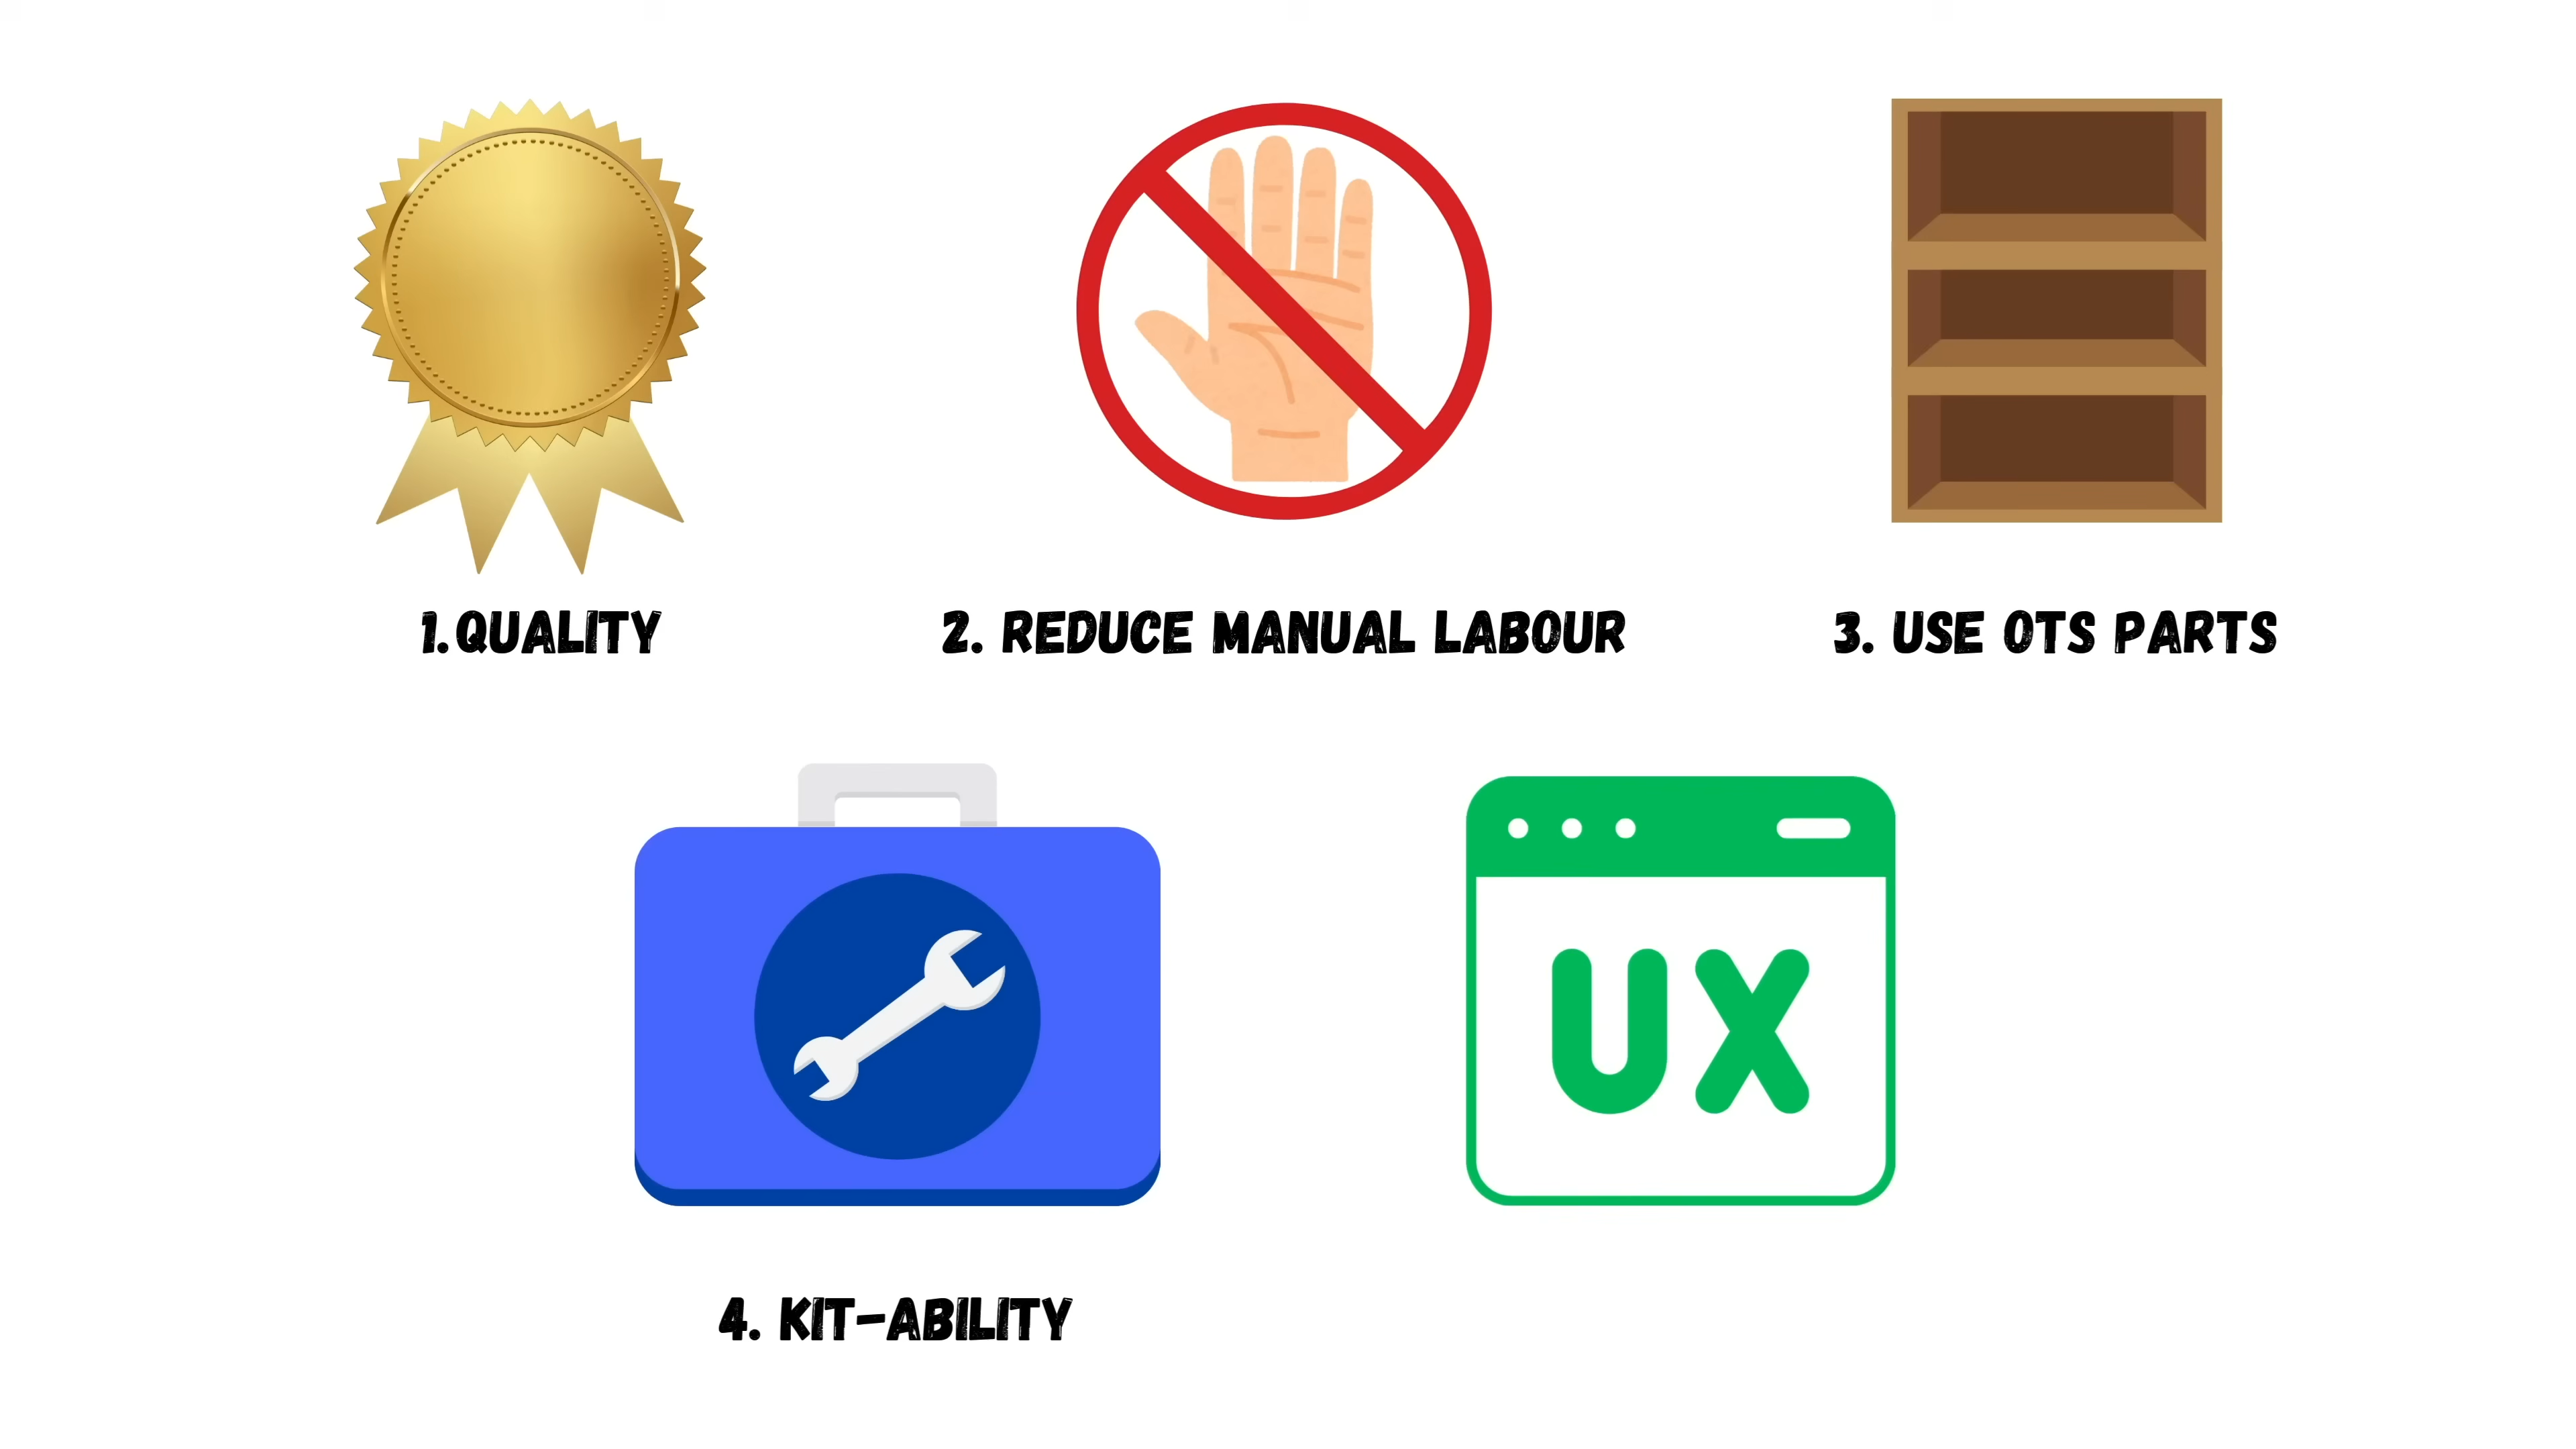 1.QUALITY
2. REDUCE MANUAL LABOUR
3. USE OTS PARTS
UX
4. KIT-ABILITY